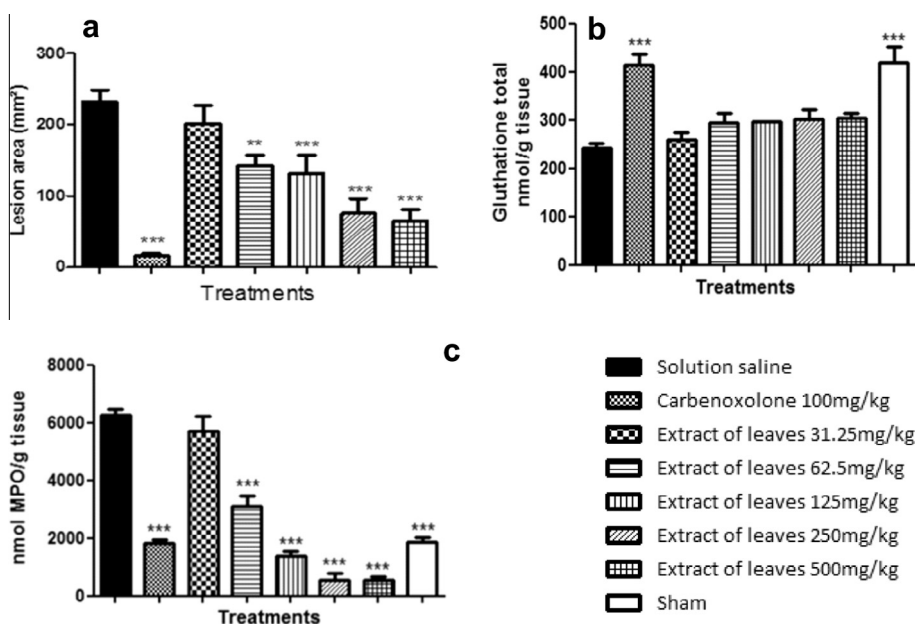 a
Lesion area (mm²)
300
200
100
0
***
**
***
***
***
Treatments
b
Gluthatione total
nmol/g tissue
500
400
300
200
100
0
***
***
Treatments
c
nmol MPO/g tissue
8000
6000
4000
2000
0
***
***
***
***
***
***
Treatments
Solution saline
Carbenoxolone 100mg/kg
Extract of leaves 31.25mg/kg
Extract of leaves 62.5mg/kg
Extract of leaves 125mg/kg
Extract of leaves 250mg/kg
Extract of leaves 500mg/kg
Sham